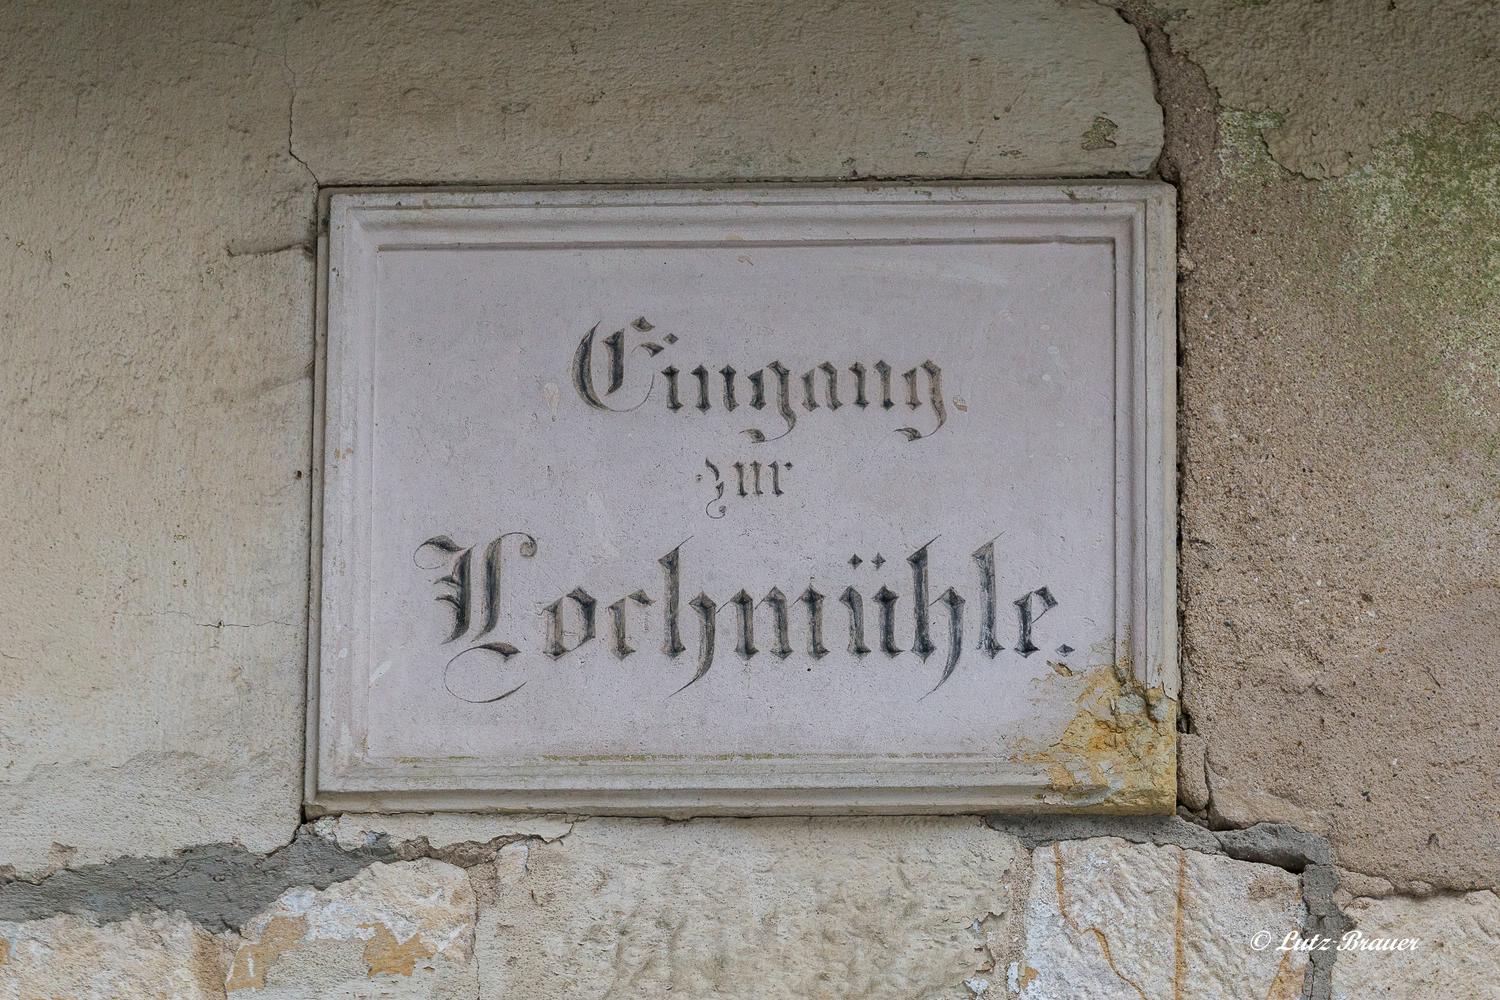 Eingang
zur
Lochmühle.
© Lutz Brauer